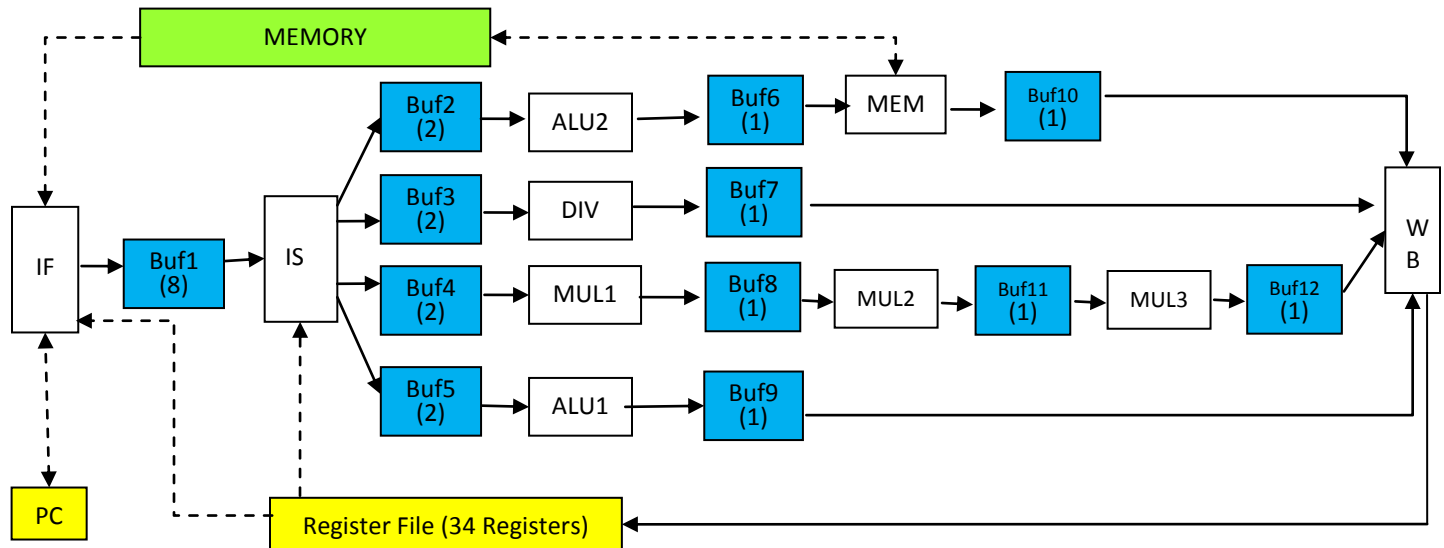 MEMORY
Buf2
(2)
ALU2
Buf6
(1)
MEM
Buf10
(1)
IF
Buf1
(8)
IS
Buf3
(2)
DIV
Buf7
(1)
W
B
Buf4
(2)
MUL1
Buf8
(1)
MUL2
Buf11
(1)
MUL3
Buf12
(1)
Buf5
(2)
ALU1
Buf9
(1)
PC
Register File (34 Registers)